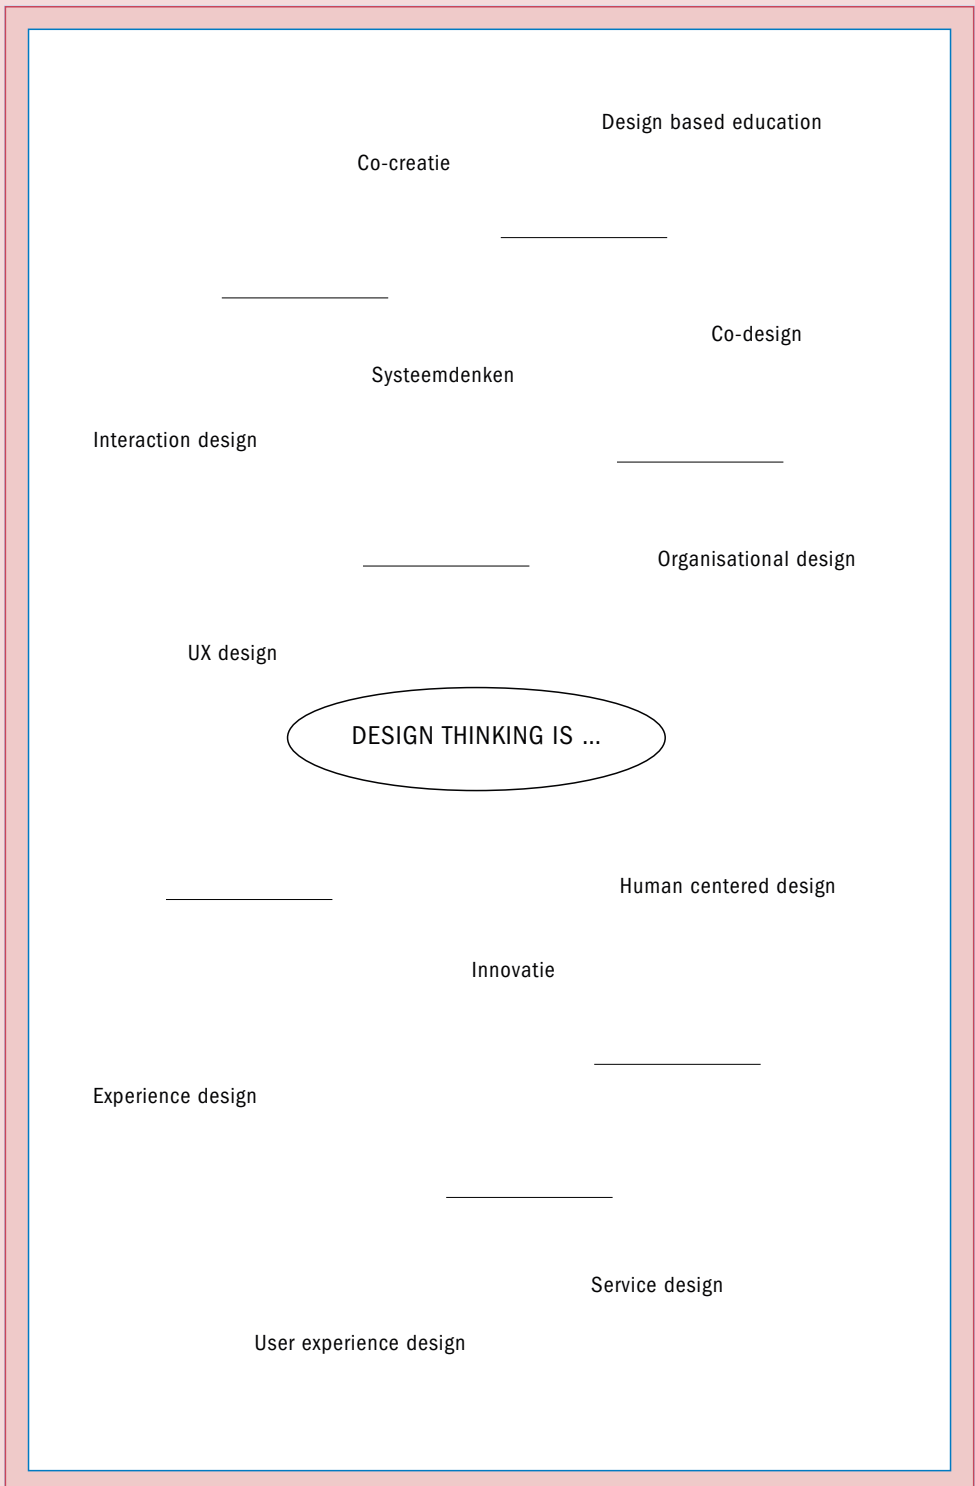 Design based education
Co-creatie
Co-design
Systeemdenken
Interaction design
Organisational design
UX design
DESIGN THINKING IS ...
Human centered design
Innovatie
Experience design
Service design
User experience design